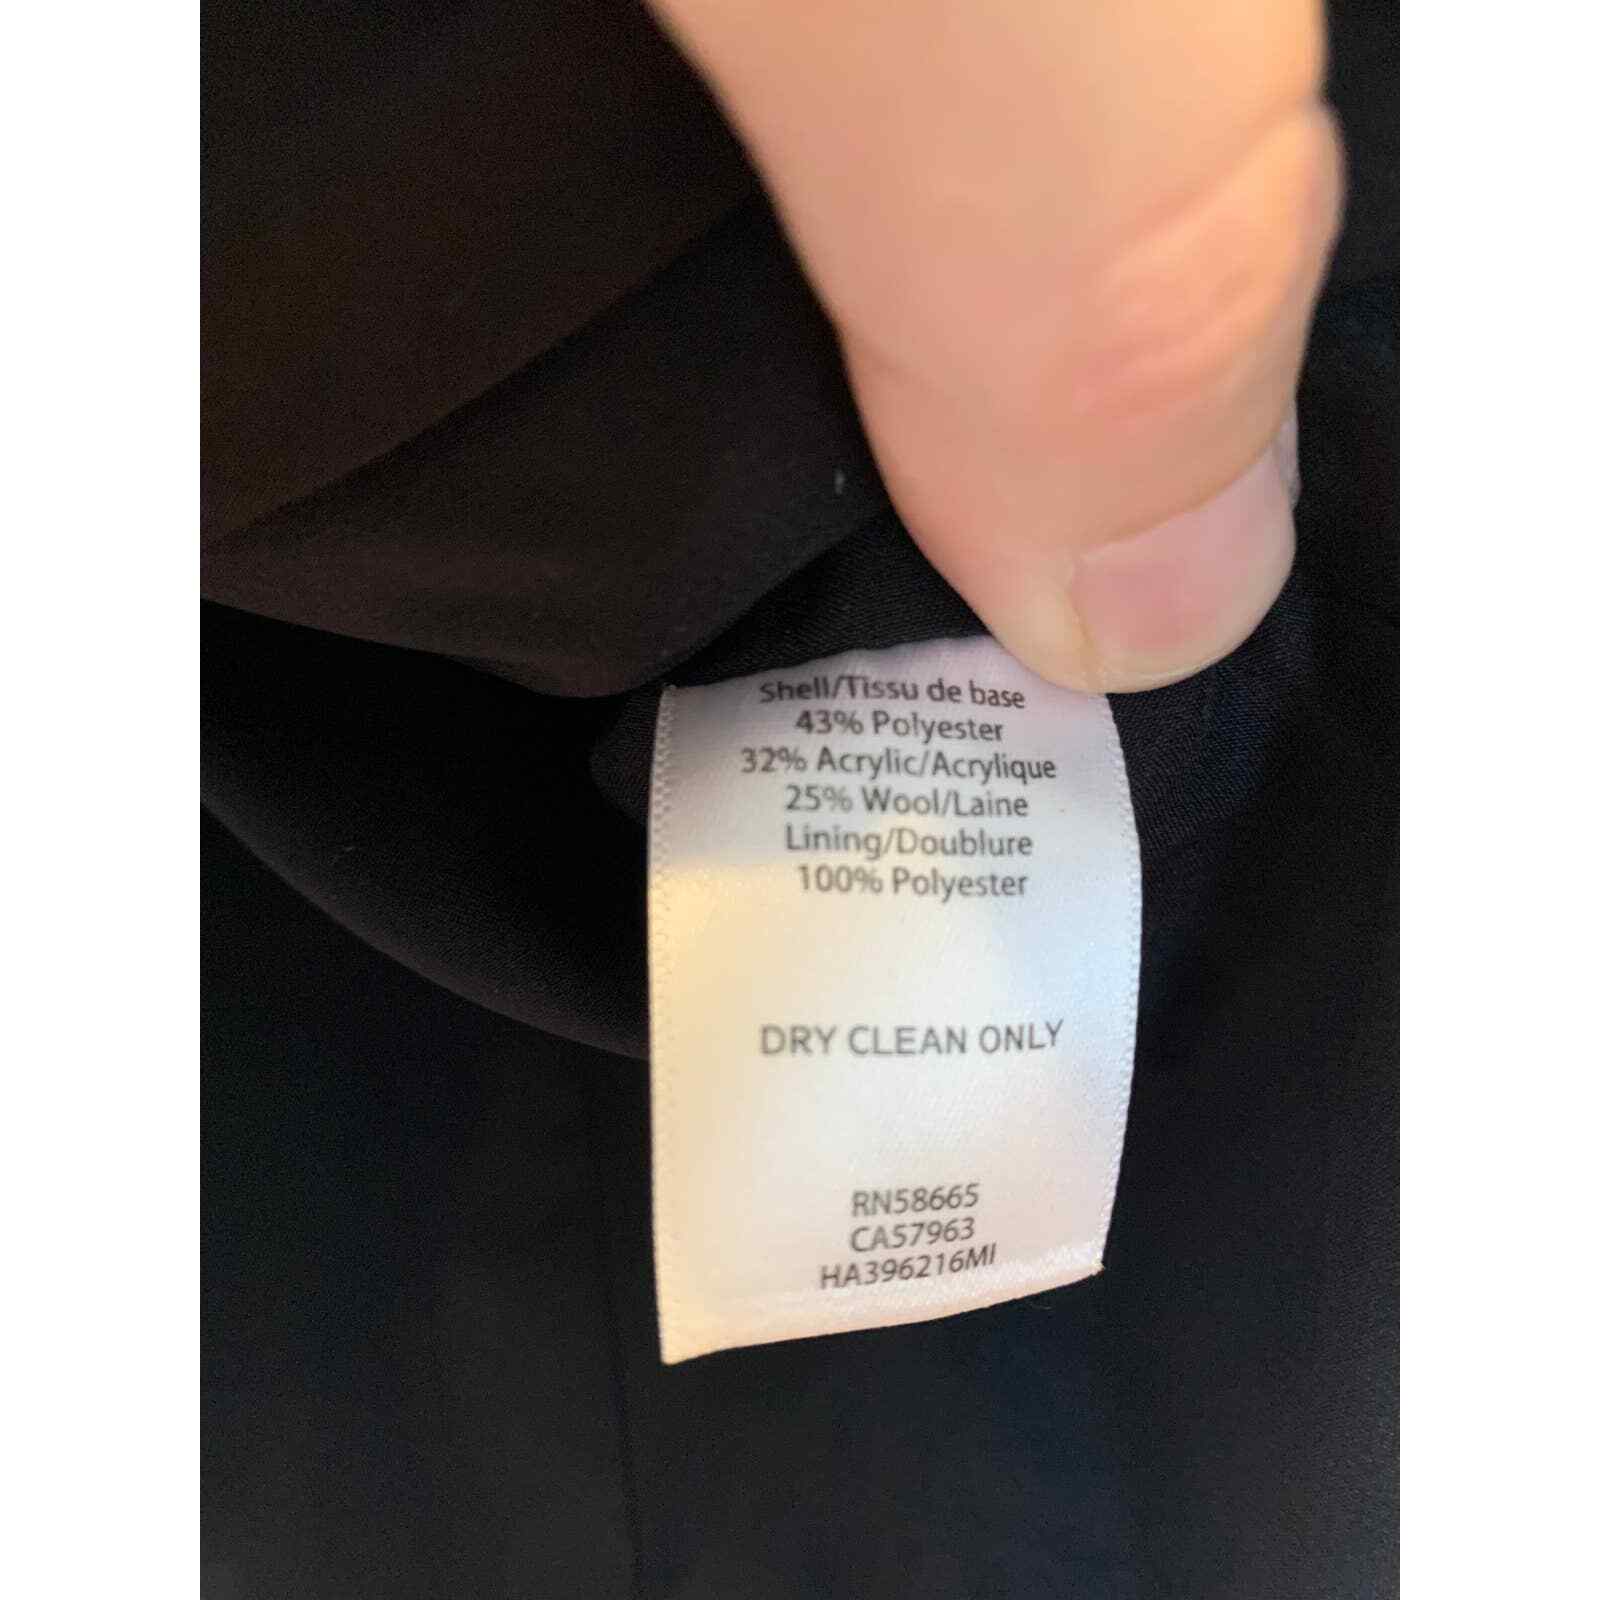 Shell/Tissu de base
43% Polyester
32% Acrylic/Acrylique
25% Wool/Laine
Lining/Doublure
100% Polyester
DRY CLEAN ONLY
RN58665
CA57963
HA396216MI